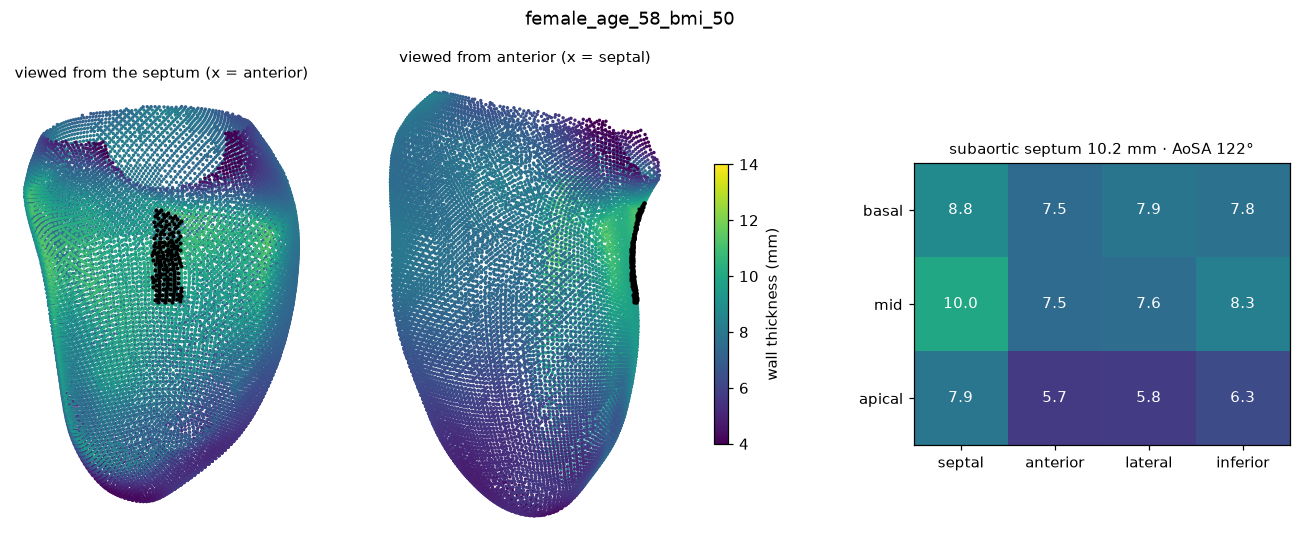 female_age_58_bmi_50
viewed from the septum (x = anterior)
viewed from anterior (x = septal)
14
12
10
8
6
4
wall thickness (mm)
subaortic septum 10.2 mm · AoSA 122°
basal 8.8 7.5 7.9 7.8
mid 10.0 7.5 7.6 8.3
apical 7.9 5.7 5.8 6.3
septal anterior lateral inferior